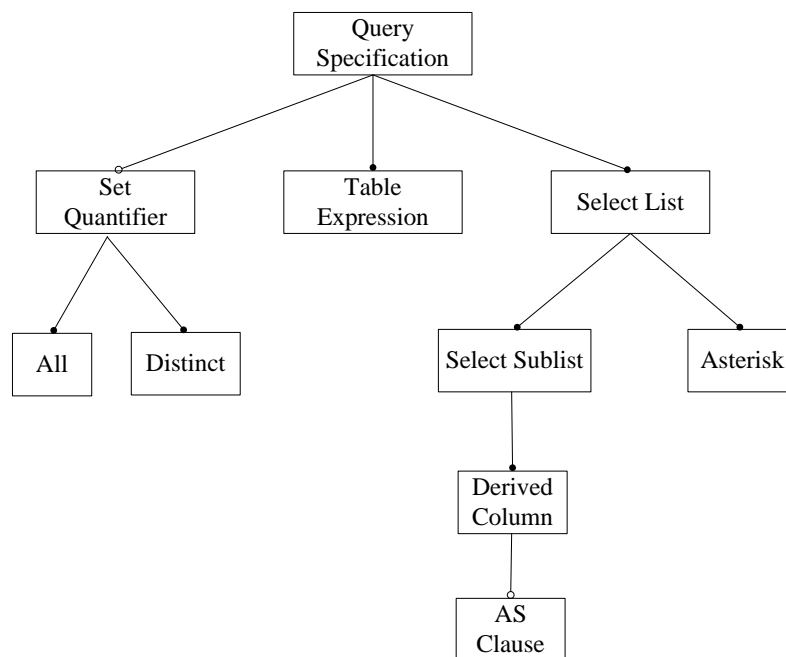 Query
Specification
Set
Quantifier
Table
Expression
Select List
All
Distinct
Select Sublist
Asterisk
Derived
Column
AS
Clause